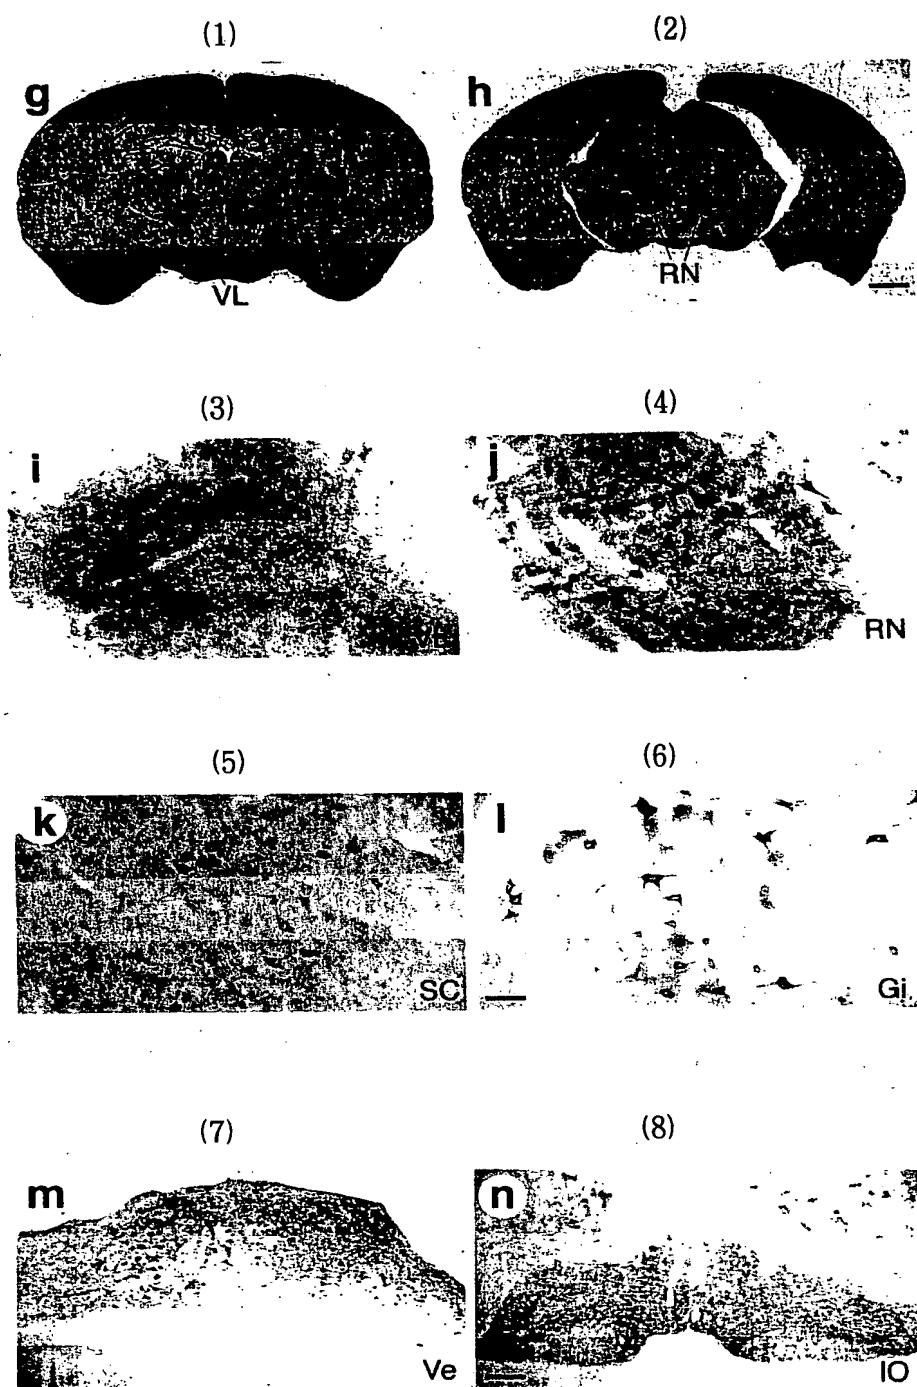 (1) (2)
g h
VL RN
(3) (4)
i j
RN
(5) (6)
k l
SC Gi
(7) (8)
m n
Ve IO